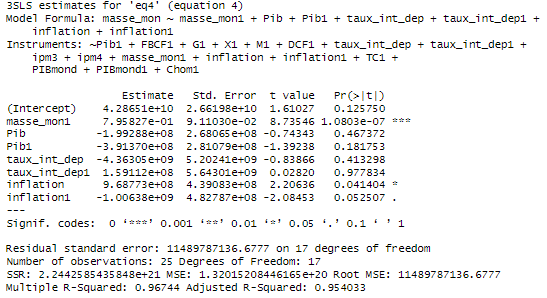 3SLS estimates for 'eq4' (equation 4)
Model Formula: masse_mon ~ masse_mon1 + Pib + Pib1 + taux_int_dep + taux_int_dep1 +
inflation + inflation1
Instruments: ~Pib1 + FBCF1 + G1 + X1 + M1 + DCF1 + taux_int_dep + taux_int_dep1 +
ipm3 + ipm4 + masse_mon1 + inflation + inflation1 + TC1 +
PIBmond + PIBmond1 + Chom1
Estimate Std. Error t value Pr(>|t|)
(Intercept) 4.28651e+10 2.66198e+10 1.61027 0.125750
masse_mon1 7.95827e-01 9.11030e-02 8.73546 1.0803e-07 ***
Pib -1.99288e+08 2.68065e+08 -0.74343 0.467372
Pib1 -3.91370e+08 2.81079e+08 -1.39238 0.181753
taux_int_dep -4.36305e+09 5.20241e+09 -0.83866 0.413298
taux_int_dep1 1.59112e+08 5.64301e+09 0.02820 0.977834
inflation 9.68773e+08 4.39083e+08 2.20636 0.041404 *
inflation1 -1.00638e+09 4.82787e+08 -2.08453 0.052507 .
---
Signif. codes: 0 ‘***’ 0.001 ‘**’ 0.01 ‘*’ 0.05 ‘.’ 0.1 ‘ ’ 1
Residual standard error: 11489787136.6777 on 17 degrees of freedom
Number of observations: 25 Degrees of Freedom: 17
SSR: 2.2442585435848e+21 MSE: 1.32015208446165e+20 Root MSE: 11489787136.6777
Multiple R-Squared: 0.96744 Adjusted R-Squared: 0.954033